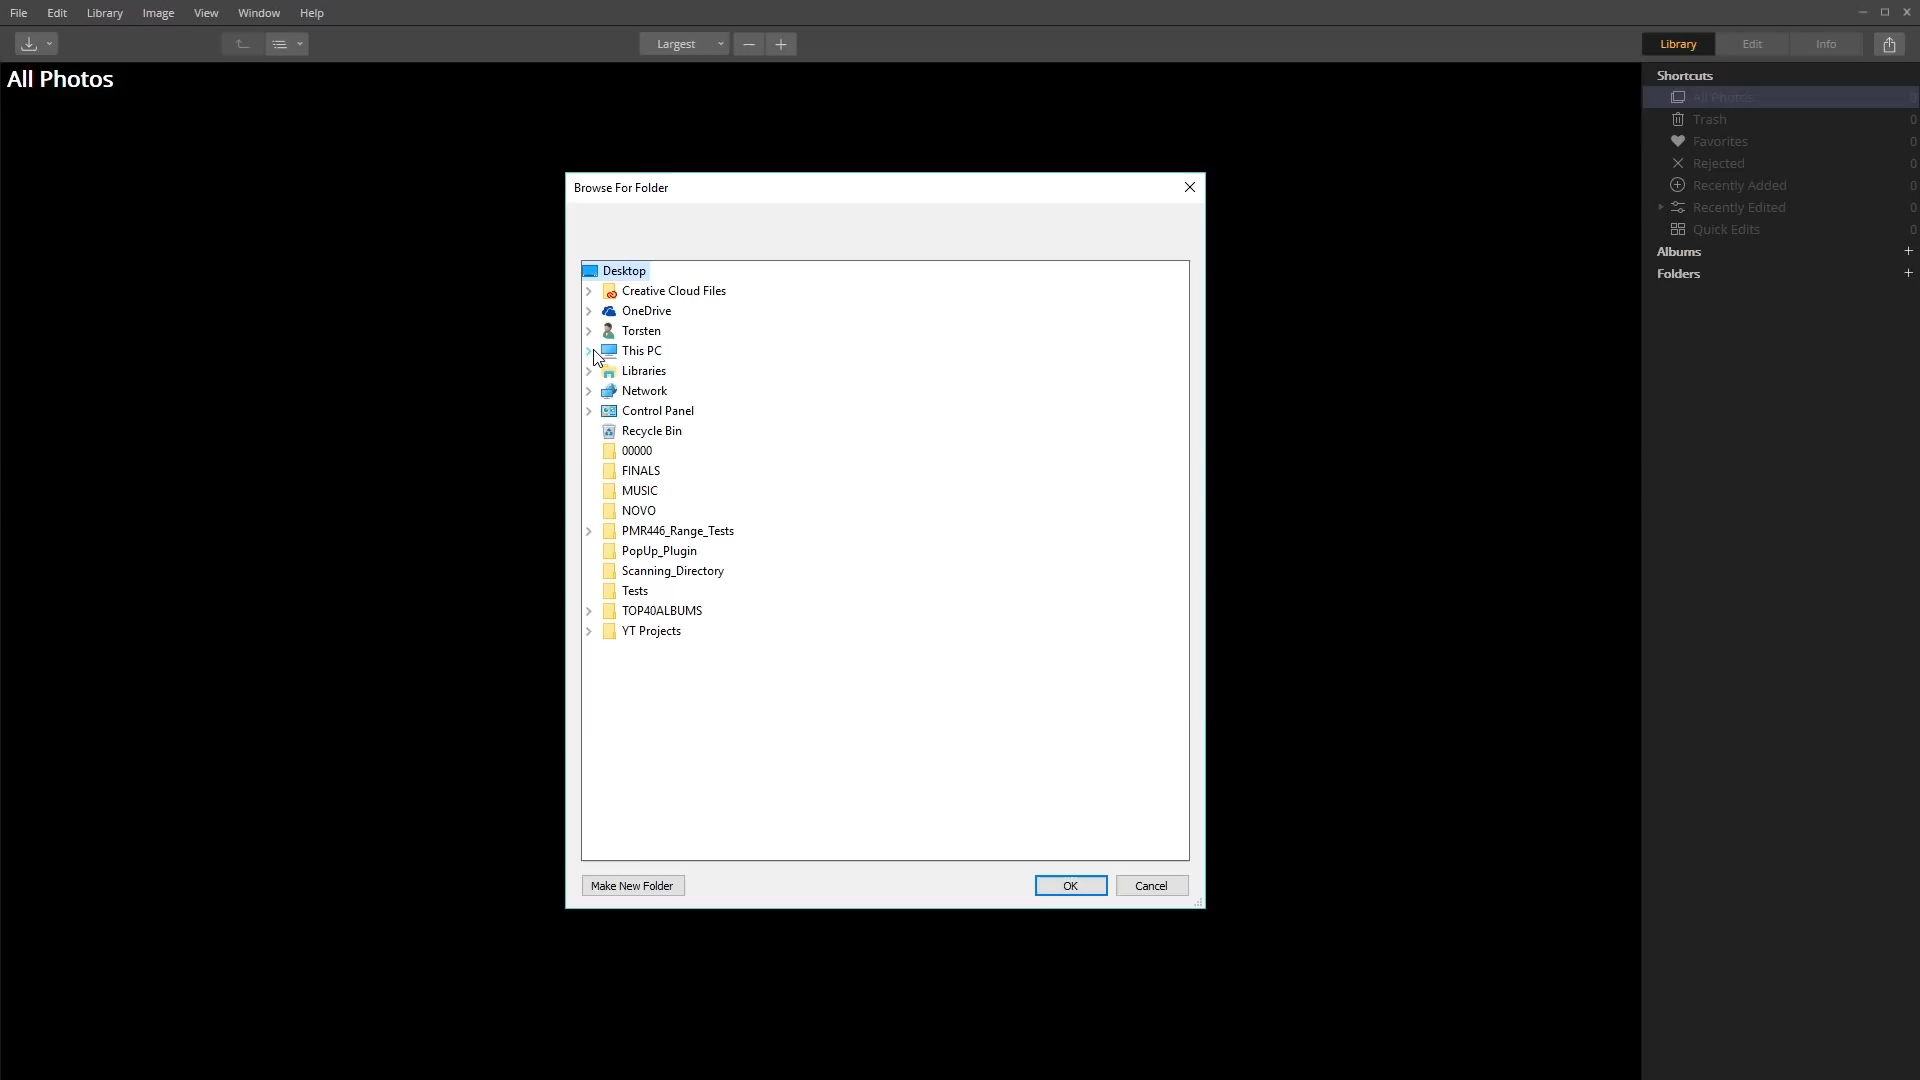 File Edit Library Image View Window Help
Largest
Library Edit Info
All Photos
Shortcuts
All Photos 0
Trash 0
Favorites 0
Rejected 0
Recently Added 0
Recently Edited 0
Quick Edits 0
Albums +
Folders +
Browse For Folder
Desktop
Creative Cloud Files
OneDrive
Torsten
This PC
Libraries
Network
Control Panel
Recycle Bin
00000
FINALS
MUSIC
NOVO
PMR446_Range_Tests
PopUp_Plugin
Scanning_Directory
Tests
TOP40ALBUMS
YT Projects
Make New Folder OK Cancel